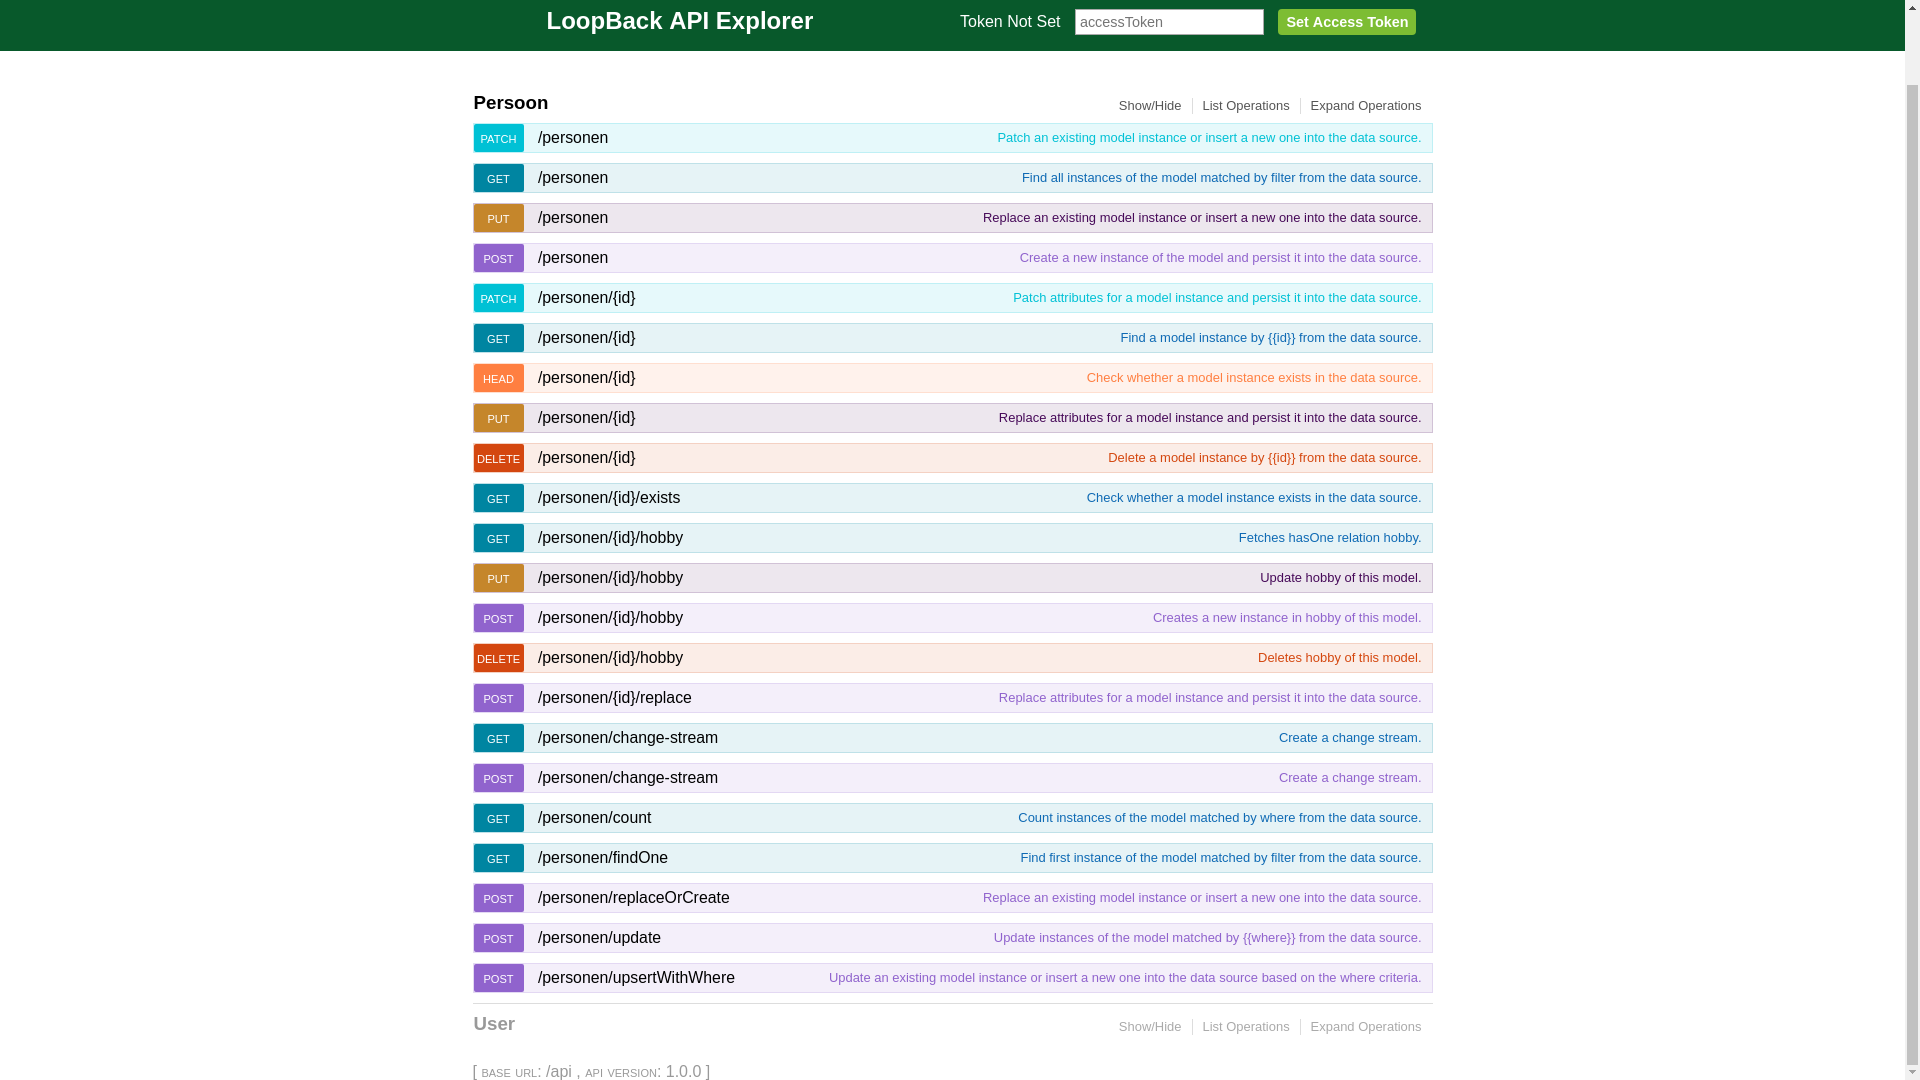 LoopBack API Explorer Token Not Set accessToken Set Access Token
Persoon Show/Hide List Operations Expand Operations
PATCH /personen Patch an existing model instance or insert a new one into the data source.
GET /personen Find all instances of the model matched by filter from the data source.
PUT /personen Replace an existing model instance or insert a new one into the data source.
POST /personen Create a new instance of the model and persist it into the data source.
PATCH /personen/{id} Patch attributes for a model instance and persist it into the data source.
GET /personen/{id} Find a model instance by {{id}} from the data source.
HEAD /personen/{id} Check whether a model instance exists in the data source.
PUT /personen/{id} Replace attributes for a model instance and persist it into the data source.
DELETE /personen/{id} Delete a model instance by {{id}} from the data source.
GET /personen/{id}/exists Check whether a model instance exists in the data source.
GET /personen/{id}/hobby Fetches hasOne relation hobby.
PUT /personen/{id}/hobby Update hobby of this model.
POST /personen/{id}/hobby Creates a new instance in hobby of this model.
DELETE /personen/{id}/hobby Deletes hobby of this model.
POST /personen/{id}/replace Replace attributes for a model instance and persist it into the data source.
GET /personen/change-stream Create a change stream.
POST /personen/change-stream Create a change stream.
GET /personen/count Count instances of the model matched by where from the data source.
GET /personen/findOne Find first instance of the model matched by filter from the data source.
POST /personen/replaceOrCreate Replace an existing model instance or insert a new one into the data source.
POST /personen/update Update instances of the model matched by {{where}} from the data source.
POST /personen/upsertWithWhere Update an existing model instance or insert a new one into the data source based on the where criteria.
User Show/Hide List Operations Expand Operations
[ BASE URL: /api , API VERSION: 1.0.0 ]